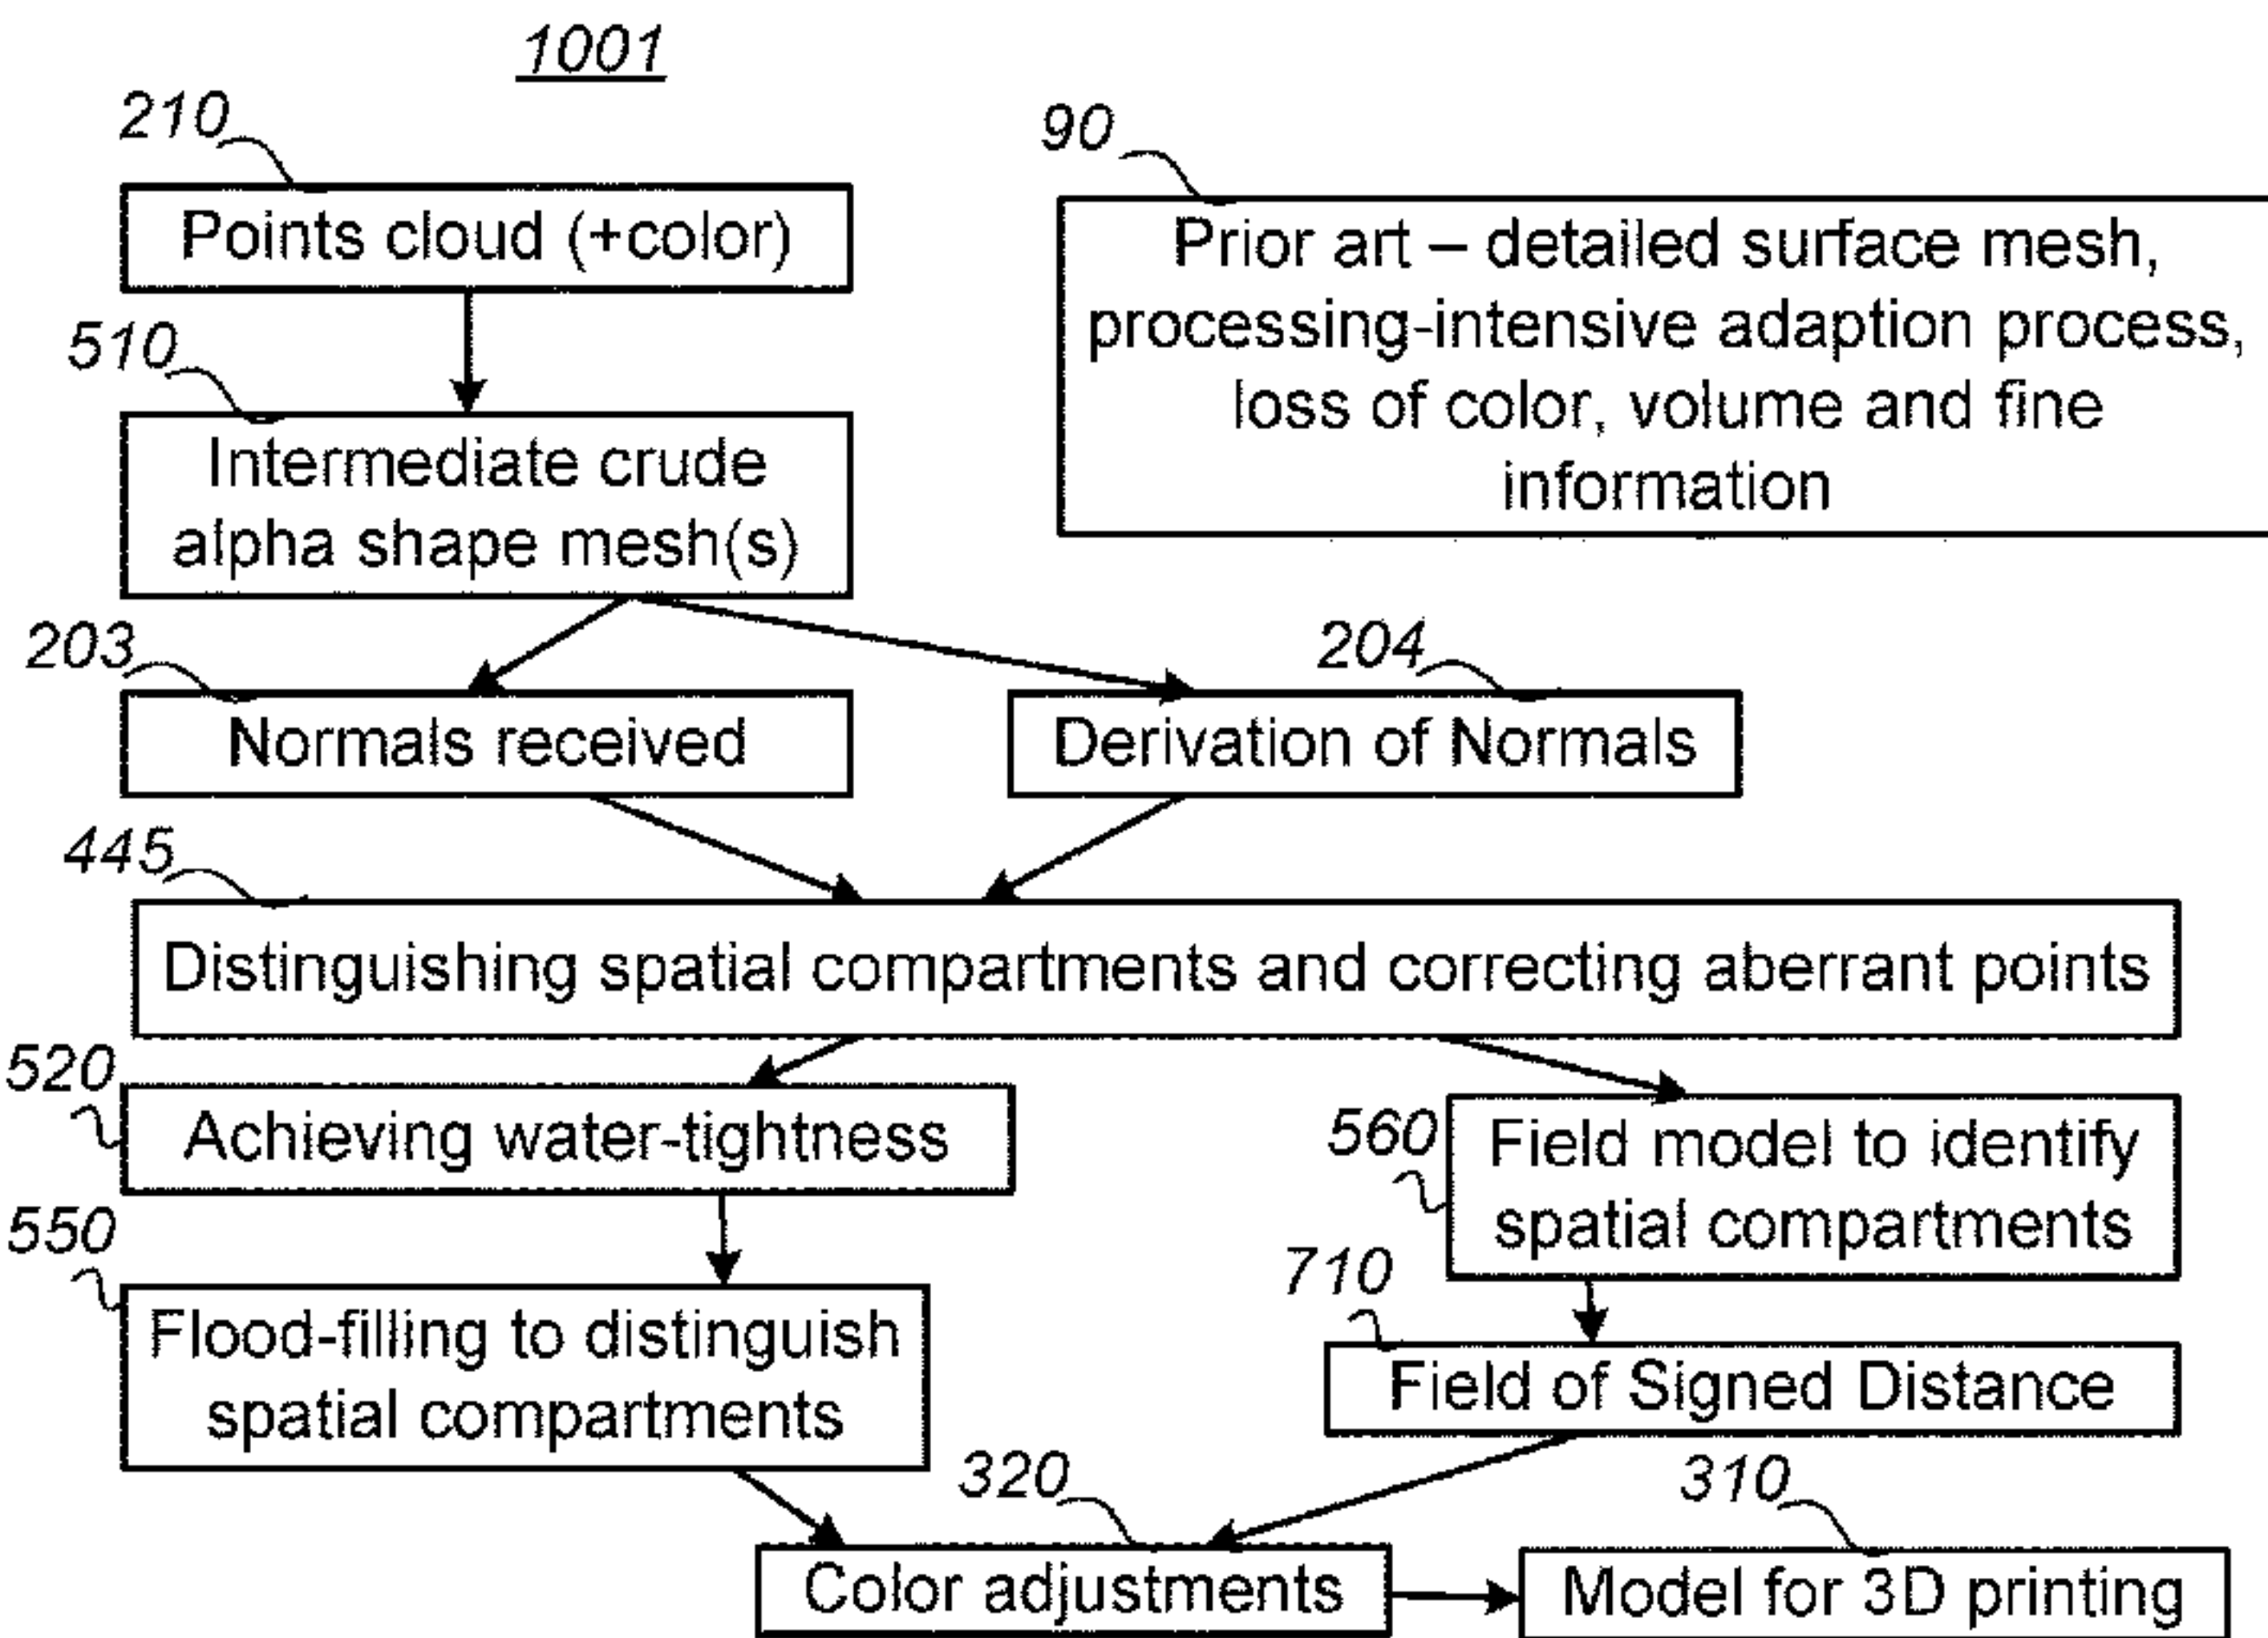 1001
210
Points cloud (+color)
90
Prior art – detailed surface mesh,
processing-intensive adaption process,
loss of color, volume and fine
information
510
Intermediate crude
alpha shape mesh(s)
203
Normals received
204
Derivation of Normals
445
Distinguishing spatial compartments and correcting aberrant points
520
Achieving water-tightness
560
Field model to identify
spatial compartments
550
Flood-filling to distinguish
spatial compartments
710
Field of Signed Distance
320
Color adjustments
310
Model for 3D printing